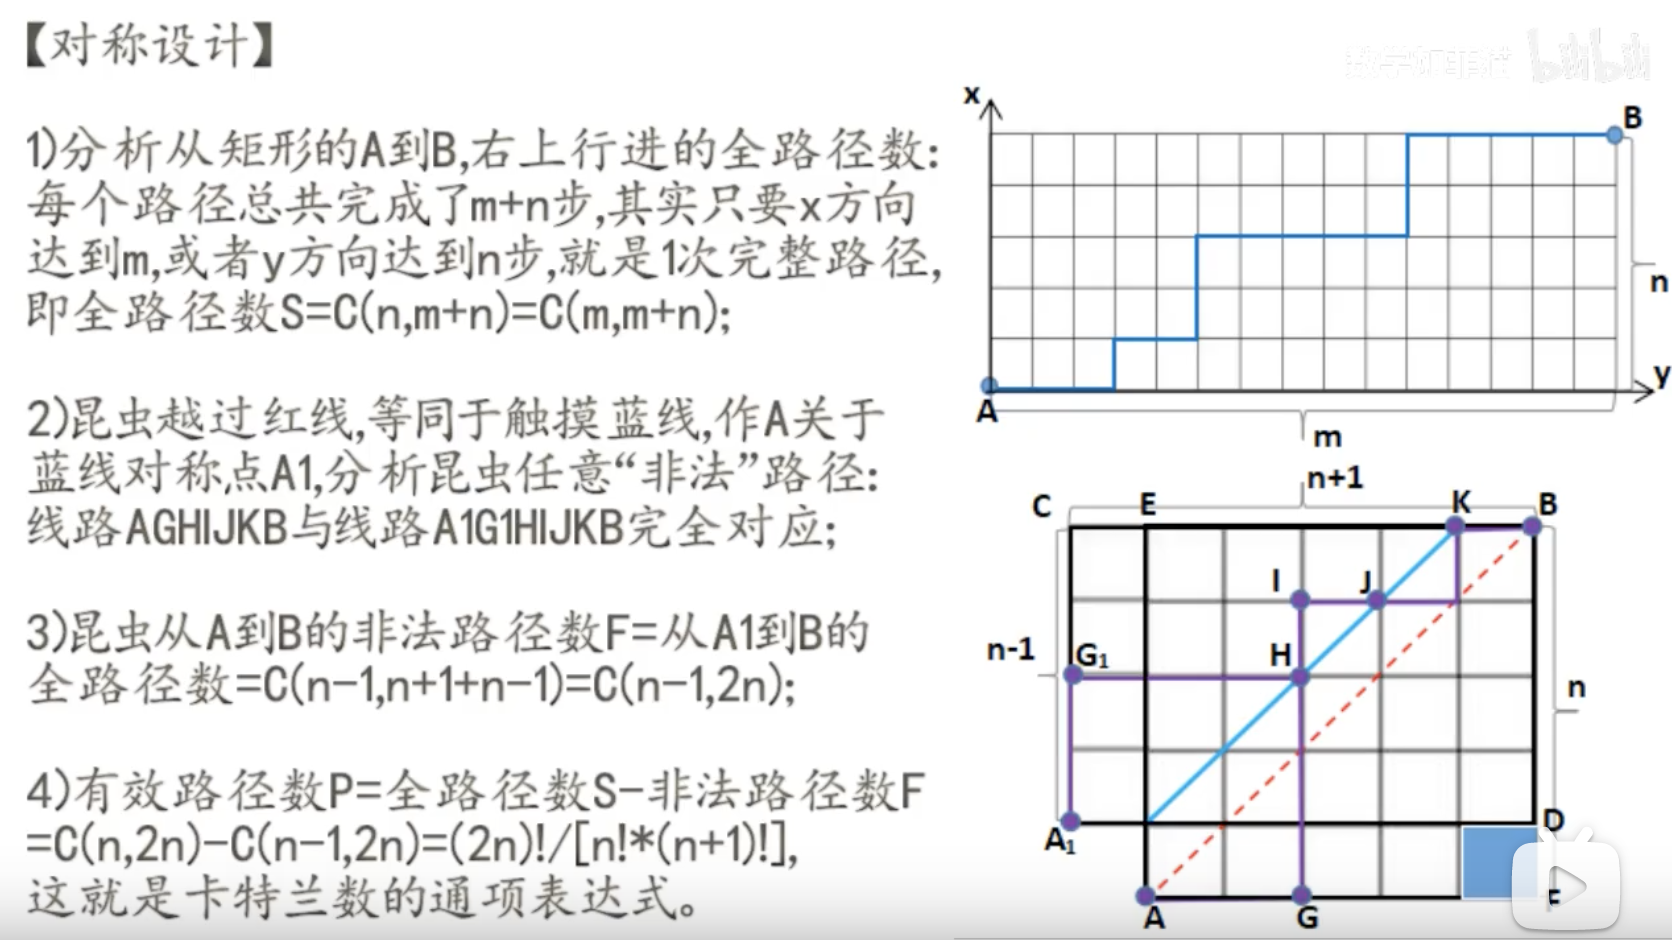 【对称设计】
数学如菲猫 bilibili
1)分析从矩形的A到B,右上行进的全路径数:
每个路径总共完成了m+n步,其实只要x方向
达到m,或者y方向达到n步,就是1次完整路径,
即全路径数S=C(n,m+n)=C(m,m+n);
2)昆虫越过红线,等同于触摸蓝线,作A关于
蓝线对称点A1,分析昆虫任意“非法”路径:
线路AGHIJKB与线路A1G1HIJKB完全对应;
3)昆虫从A到B的非法路径数F=从A1到B的
全路径数=C(n-1,n+1+n-1)=C(n-1,2n);
4)有效路径数P=全路径数S-非法路径数F
=C(n,2n)-C(n-1,2n)=(2n)!/[n!*(n+1)!],
这就是卡特兰数的通项表达式。
x
B
n
y
A
m
n+1
C E K B
I J
n-1 G₁ H
n
A₁ D
A G F